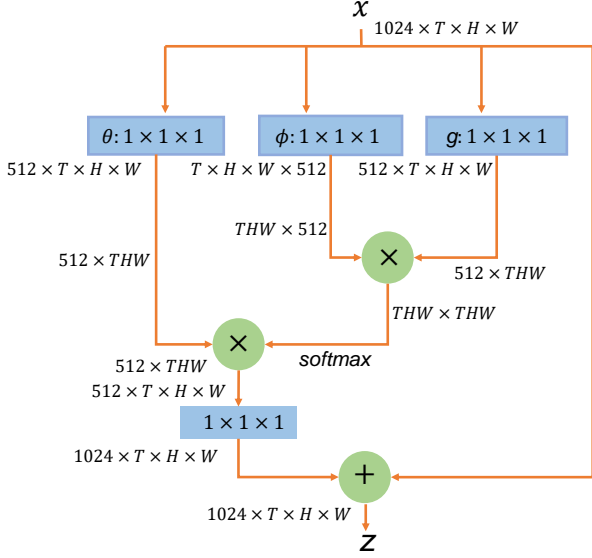 x
1024 × T × H × W
θ: 1 × 1 × 1
ϕ: 1 × 1 × 1
g: 1 × 1 × 1
512 × T × H × W
T × H × W × 512
512 × T × H × W
THW × 512
×
512 × THW
512 × THW
THW × THW
×
softmax
512 × THW
512 × T × H × W
1 × 1 × 1
1024 × T × H × W
+
1024 × T × H × W
z